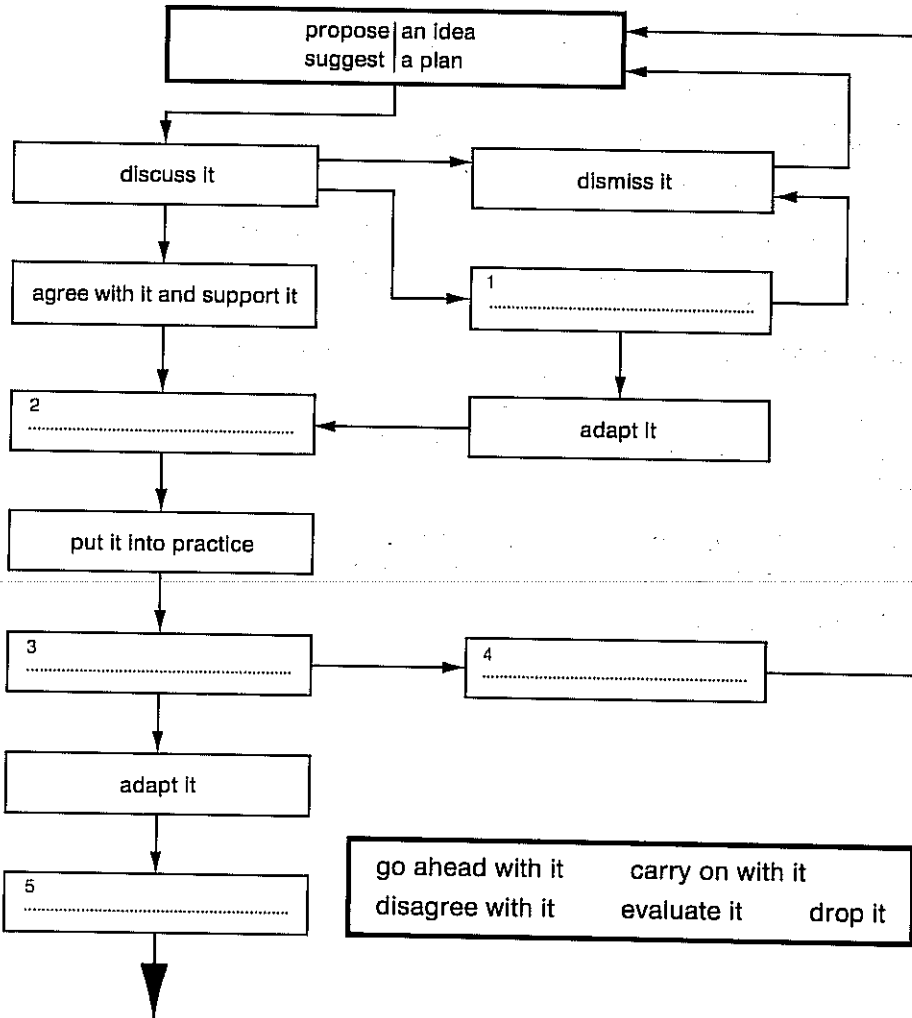 propose an idea
suggest a plan
discuss it
dismiss it
agree with it and support it
1
2
adapt it
put it into practice
3
4
adapt it
5
go ahead with it carry on with it
disagree with it evaluate it drop it